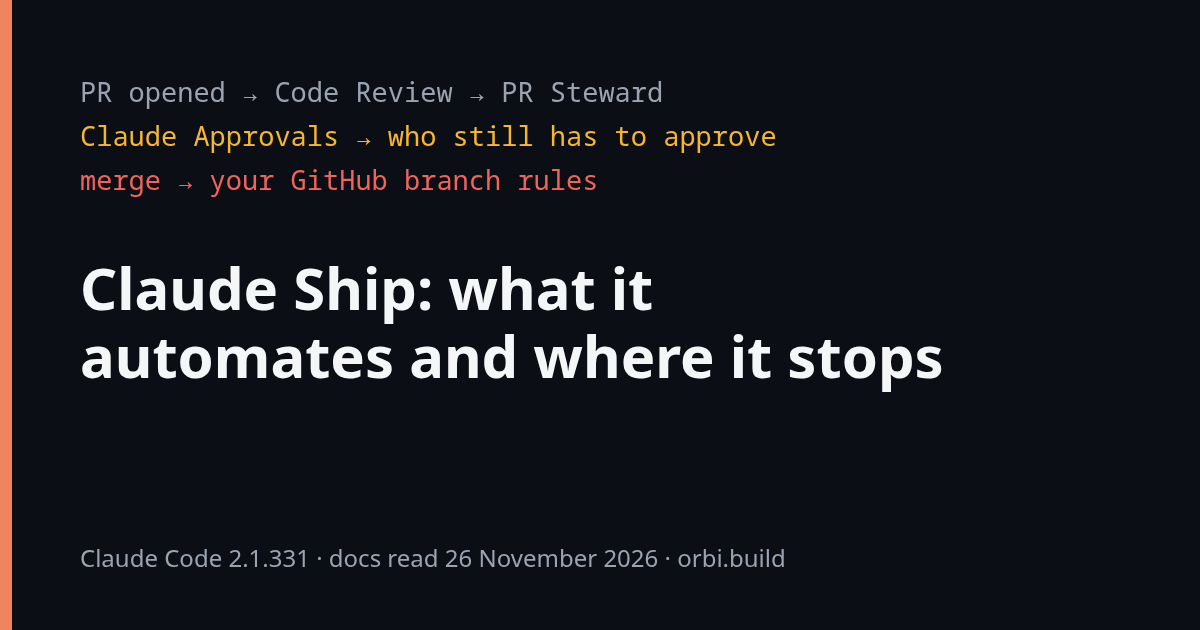 PR opened → Code Review → PR Steward
Claude Approvals → who still has to approve
merge → your GitHub branch rules
Claude Ship: what it
automates and where it stops
Claude Code 2.1.331 · docs read 26 November 2026 · orbi.build